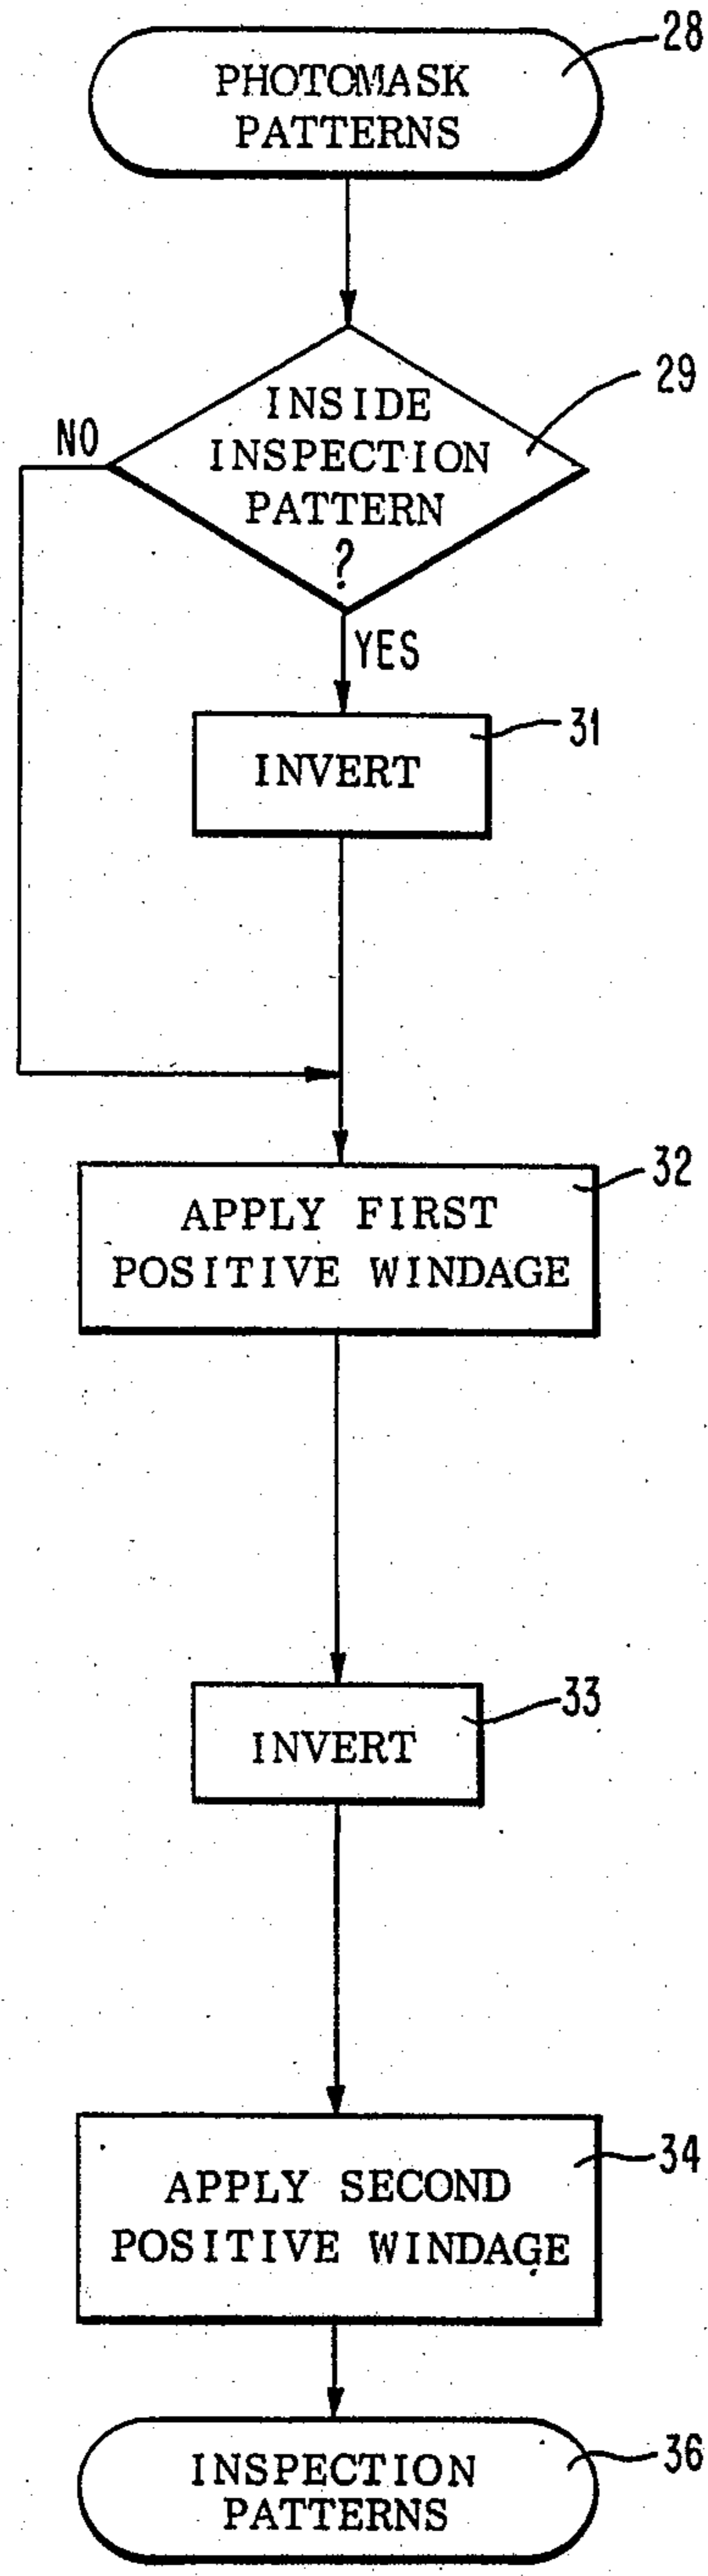 PHOTOMASK
PATTERNS
28
INSIDE
INSPECTION
PATTERN
?
29
NO
YES
INVERT
31
APPLY FIRST
POSITIVE WINDAGE
32
INVERT
33
APPLY SECOND
POSITIVE WINDAGE
34
INSPECTION
PATTERNS
36